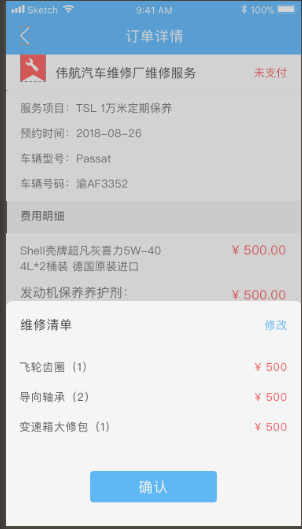 Sketch 9:41 AM 100%
订单详情
伟航汽车维修厂维修服务 未支付
服务项目：TSL 1万米定期保养
预约时间：2018-08-26
车辆型号：Passat
车辆号码：渝AF3352
费用明细
Shell壳牌超凡灰喜力5W-40 ¥ 500.00
4L*2桶装 德国原装进口
发动机保养养护剂： ¥ 500.00
维修清单 修改
飞轮齿圈（1） ¥ 500
导向轴承（2） ¥ 500
变速箱大修包（1） ¥ 500
确认